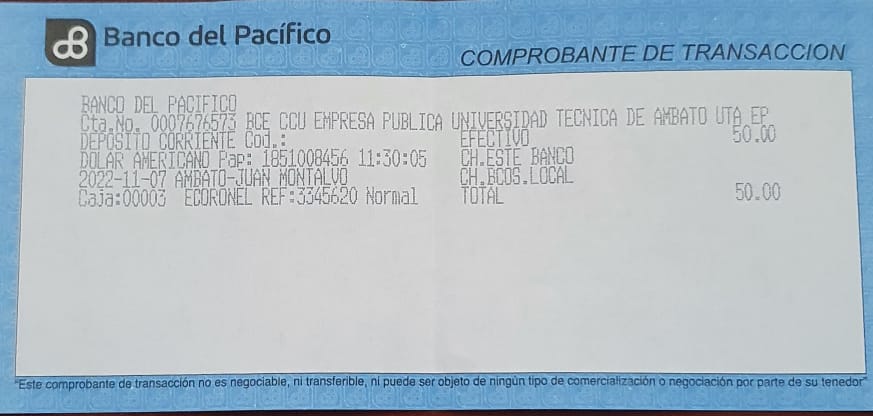 Banco del Pacífico
COMPROBANTE DE TRANSACCION
BANCO DEL PACIFICO
Cta.No. 0007676573 BCE CCU EMPRESA PUBLICA UNIVERSIDAD TECNICA DE AMBATO UTA EP
DEPOSITO CORRIENTE Cod.: EFECTIVO 50.00
DOLAR AMERICANO Pap: 1851008456 11:30:05 CH.ESTE BANCO
2022-11-07 AMBATO-JUAN MONTALVO CH.BCOS.LOCAL
Caja:00003 ECORONEL REF:3345620 Normal TOTAL 50.00
"Este comprobante de transacción no es negociable, ni transferible, ni puede ser objeto de ningún tipo de comercialización o negociación por parte de su tenedor"